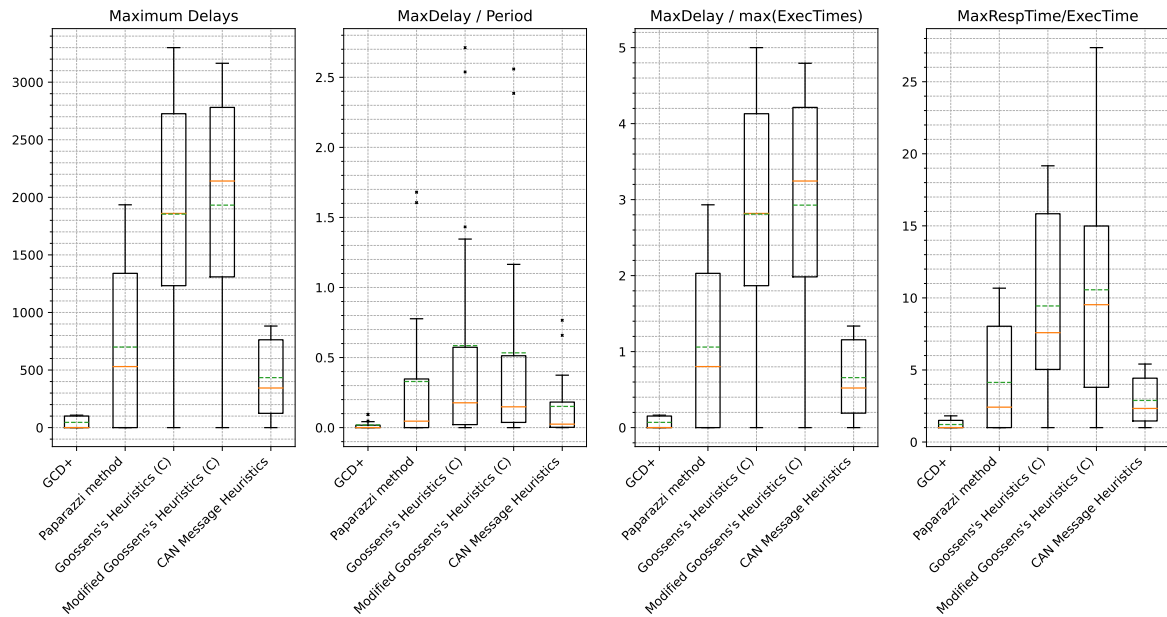 Maximum Delays
3000
2500
2000
1500
1000
500
0
GCD+
Paparazzi method
Goossens's Heuristics (C)
Modified Goossens's Heuristics (C)
CAN Message Heuristics
MaxDelay / Period
2.5
2.0
1.5
1.0
0.5
0.0
GCD+
Paparazzi method
Goossens's Heuristics (C)
Modified Goossens's Heuristics (C)
CAN Message Heuristics
MaxDelay / max(ExecTimes)
5
4
3
2
1
0
GCD+
Paparazzi method
Goossens's Heuristics (C)
Modified Goossens's Heuristics (C)
CAN Message Heuristics
MaxRespTime/ExecTime
25
20
15
10
5
0
GCD+
Paparazzi method
Goossens's Heuristics (C)
Modified Goossens's Heuristics (C)
CAN Message Heuristics